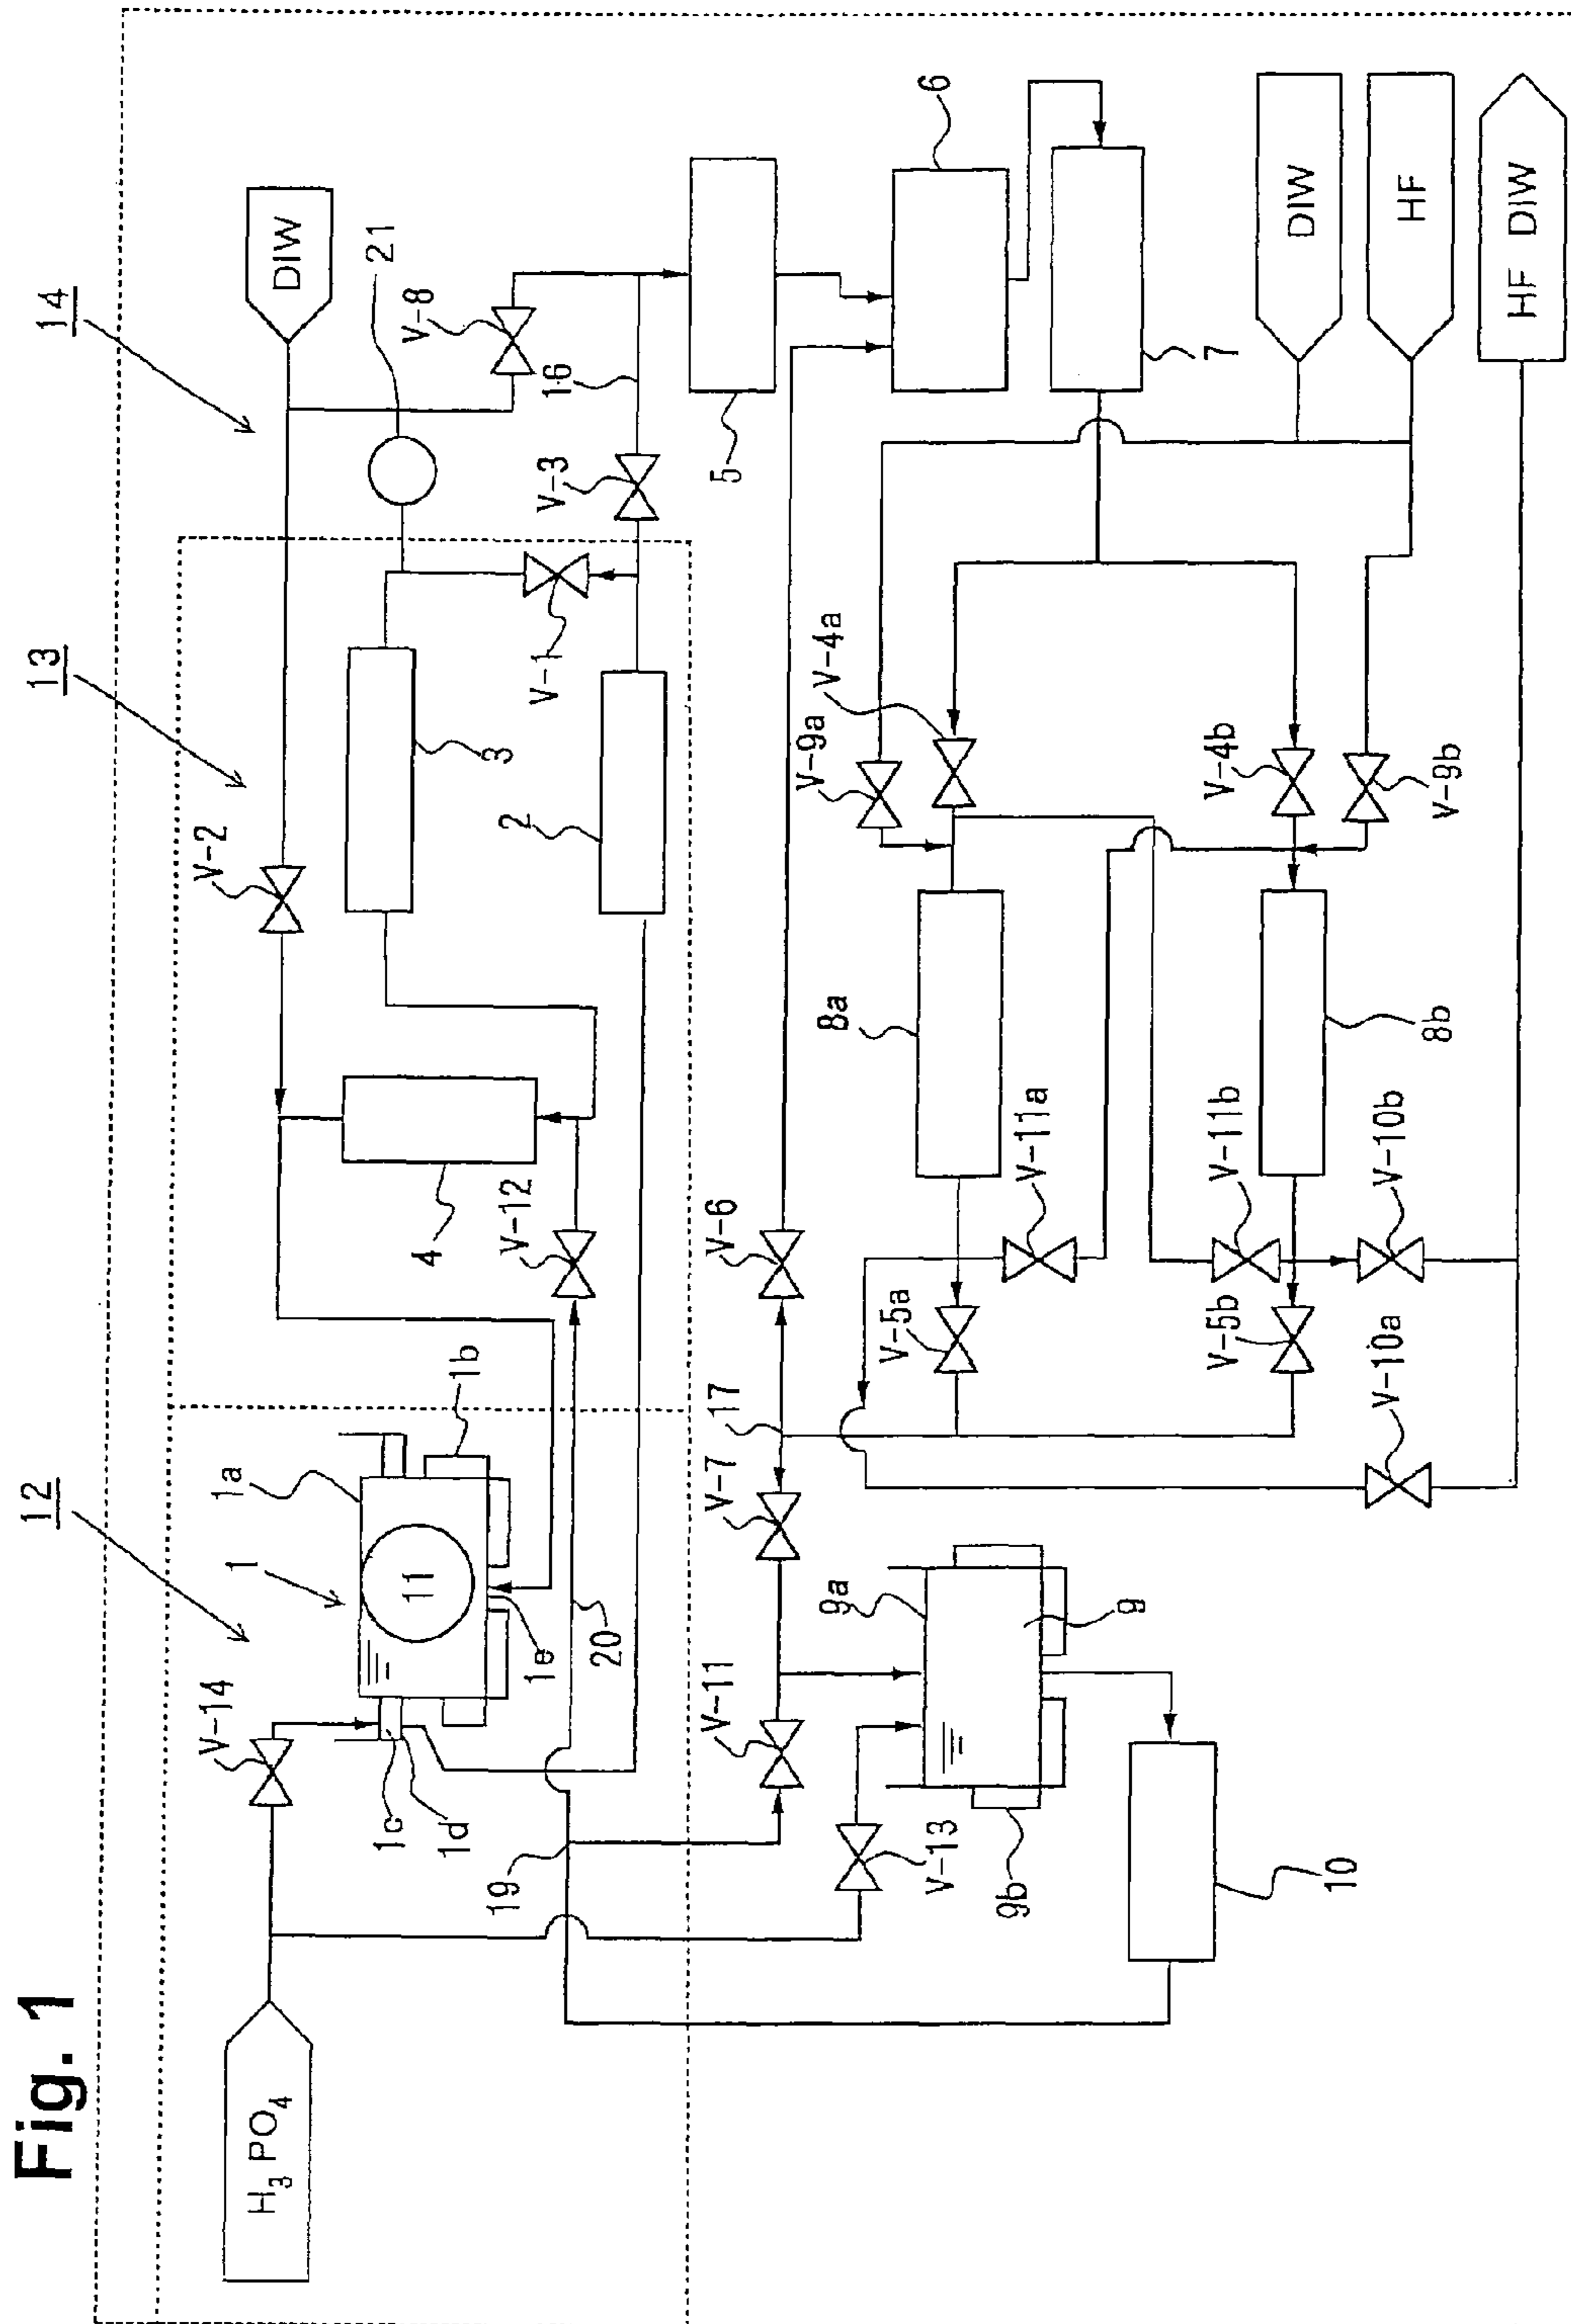 Fig. 1
12
13
14
H3 PO4
V-14
1
1a
11
1b
1c
1d
1e
20
19
V-2
DIW
21
V-8
3
V-1
16
V-3
2
4
V-12
5
6
7
V-6
17
V-7
V-11
9a
9
9b
V-13
10
V-9a
V-4a
8a
V-11a
V-5a
V-4b
V-9b
8b
V-11b
V-10b
V-5b
V-10a
DIW
HF
HF DIW